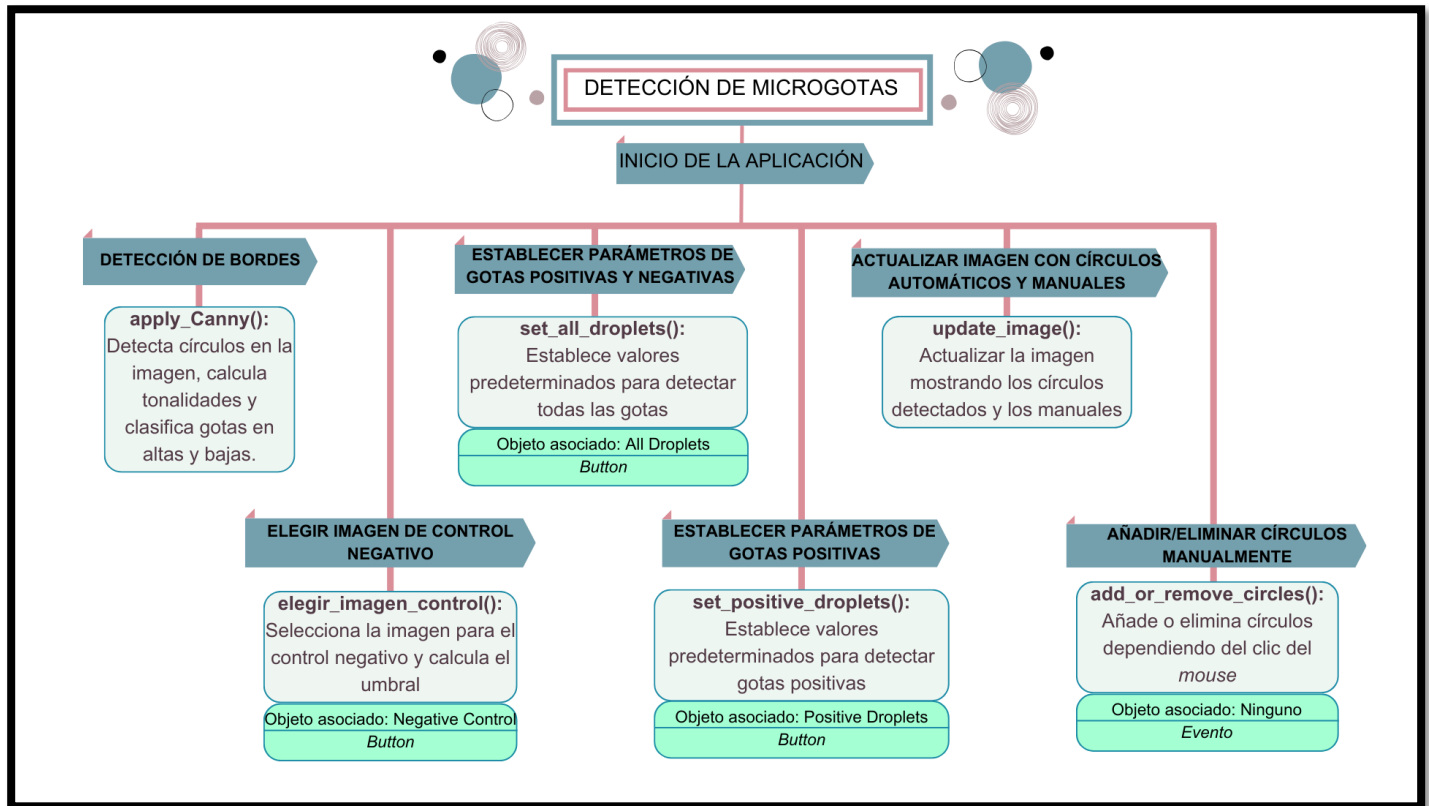 DETECCIÓN DE MICROGOTAS
INICIO DE LA APLICACIÓN
DETECCIÓN DE BORDES
apply_Canny():
Detecta círculos en la
imagen, calcula
tonalidades y
clasifica gotas en
altas y bajas.
ELEGIR IMAGEN DE CONTROL
NEGATIVO
elegir_imagen_control():
Selecciona la imagen para el
control negativo y calcula el
umbral
Objeto asociado: Negative Control
Button
ESTABLECER PARÁMETROS DE
GOTAS POSITIVAS Y NEGATIVAS
set_all_droplets():
Establece valores
predeterminados para detectar
todas las gotas
Objeto asociado: All Droplets
Button
ESTABLECER PARÁMETROS DE
GOTAS POSITIVAS
set_positive_droplets():
Establece valores
predeterminados para detectar
gotas positivas
Objeto asociado: Positive Droplets
Button
ACTUALIZAR IMAGEN CON CÍRCULOS
AUTOMÁTICOS Y MANUALES
update_image():
Actualizar la imagen
mostrando los círculos
detectados y los manuales
AÑADIR/ELIMINAR CÍRCULOS
MANUALMENTE
add_or_remove_circles():
Añade o elimina círculos
dependiendo del clic del
mouse
Objeto asociado: Ninguno
Evento